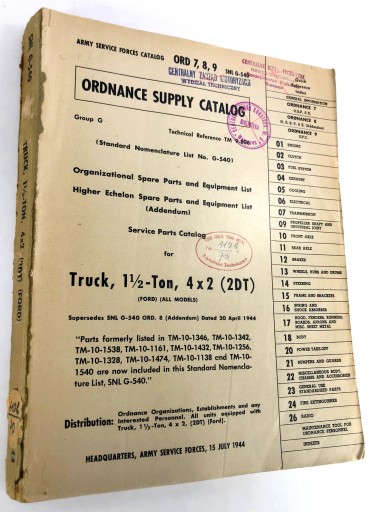 SNL G-540
TRUCK, 1½-TON, 4x2 (2DT) (FORD)
ARMY SERVICE FORCES CATALOG
ORD 7, 8, 9
SNL G-540
CENTRALNY ZARZĄD MOTORYZACJI
WYDZIAŁ TECHNICZNY
ORDNANCE SUPPLY CATALOG
Group G
Technical Reference TM
(Standard Nomenclature List No. G-540)
Organizational Spare Parts and Equipment List
Higher Echelon Spare Parts and Equipment List
(Addendum)
Service Parts Catalog
for
Truck, 1½-Ton, 4x2 (2DT)
(FORD) (ALL MODELS)
Supersedes SNL G-540 ORD. 8 (Addendum) Dated 20 April 1944
"Parts formerly listed in TM-10-1346, TM-10-1342,
TM-10-1538, TM-10-1161, TM-10-1432, TM-10-1256,
TM-10-1328, TM-10-1474, TM-10-1138 and TM-10-
1540 are now included in this Standard Nomencla-
ture List, SNL G-540."
Distribution:
Ordnance Organizations, Establishments and any
Interested Personnel. All units equipped with
Truck, 1½-Ton, 4 x 2, (2DT) (Ford).
HEADQUARTERS, ARMY SERVICE FORCES, 15 JULY 1944
Quick
Reference
Index
GENERAL INFORMATION
ORDNANCE 7
ORDNANCE 8
(Addendum)
ORDNANCE 9
01 ENGINE
02 CLUTCH
03 FUEL SYSTEM
04 EXHAUST
05 COOLING
06 ELECTRICAL
07 TRANSMISSION
09 PROPELLER SHAFT AND UNIVERSAL JOINT
10 FRONT AXLE
11 REAR AXLE
12 BRAKES
13 WHEELS, HUBS AND DRUMS
14 STEERING
15 FRAME AND BRACKETS
16 SPRING AND SHOCK ABSORBER
17 HOOD, FENDERS, RUNNING BOARDS, APRONS AND MISC. SHEET METAL
18 BODY
20 POWER TAKE-OFF
21 BUMPERS AND GUARDS
22 MISCELLANEOUS BODY, CHASSIS AND ACCESSORIES
23 GENERAL USE STANDARDIZED PARTS
24 FIRE EXTINGUISHER
26 RADIO
MAINTENANCE TOOL FOR ORDNANCE PERSONNEL
INDEXES